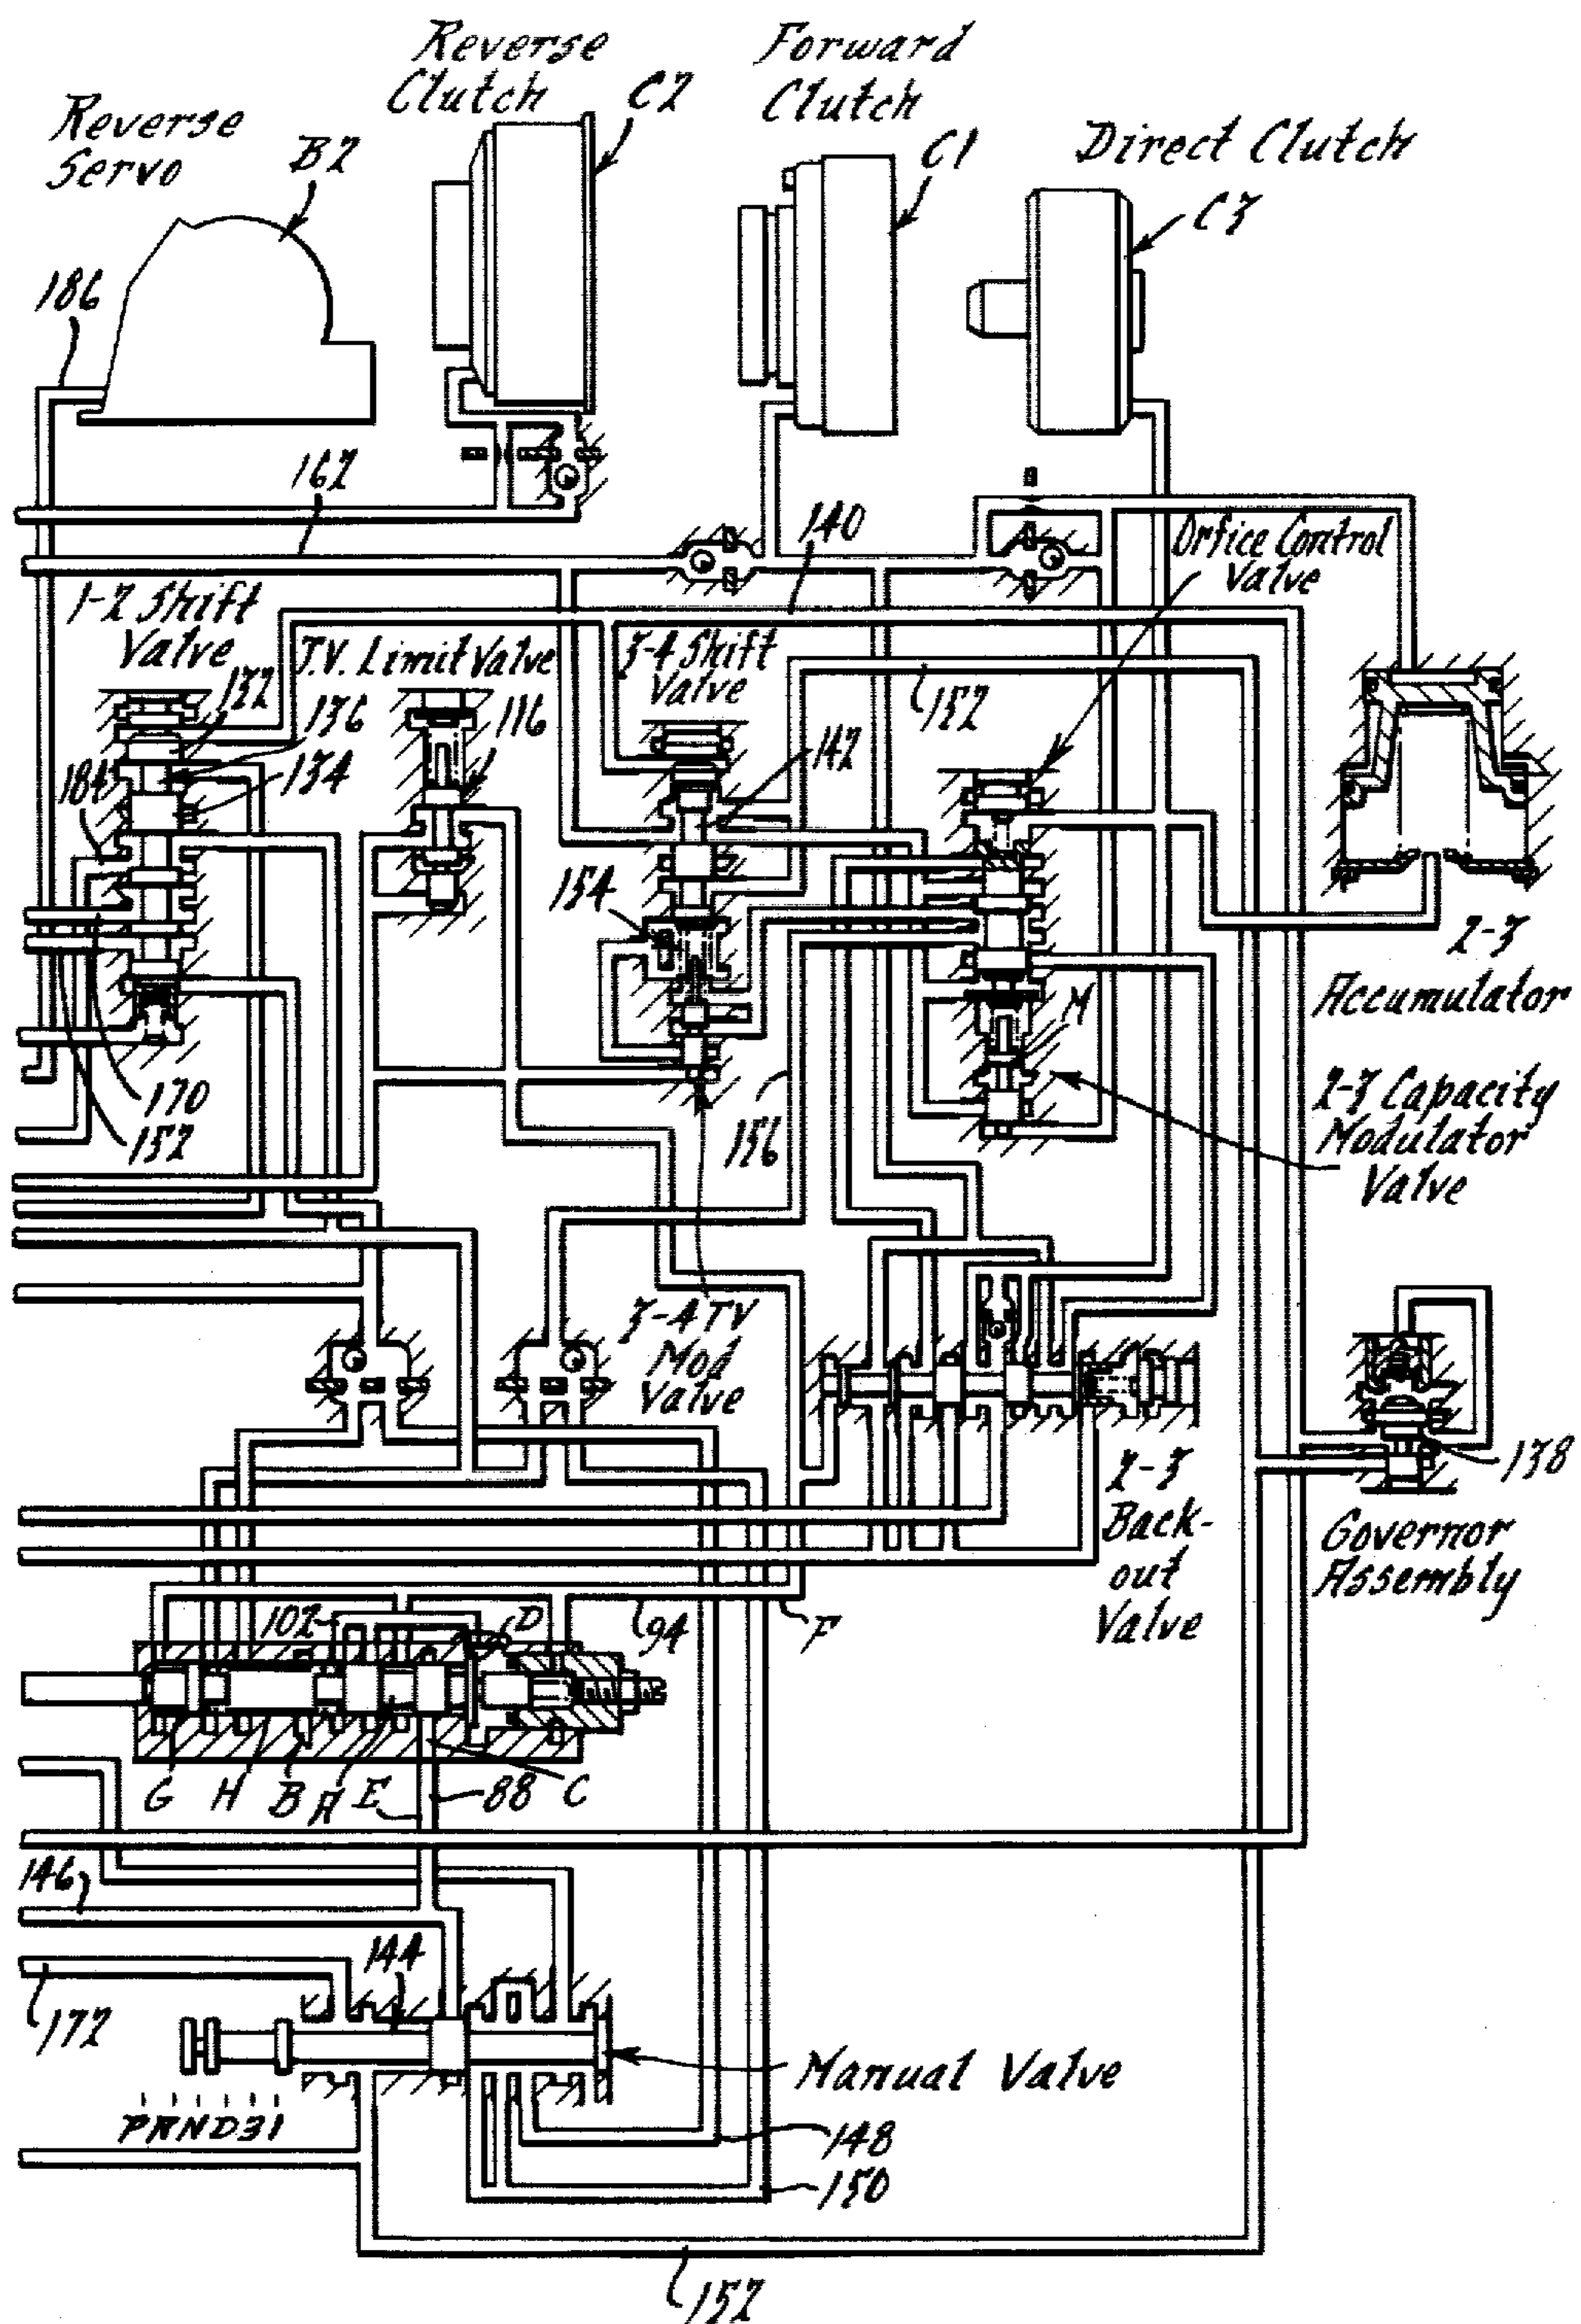 Reverse
Clutch
C2
Forward
Clutch
C1
Reverse
Servo
B2
Direct Clutch
C3
186
162
140
Orfice Control
Valve
1-2 Shift
Valve
132
T.V. Limit Valve
136
116
134
184
3-4 Shift
Valve
152
142
154
2-3
Accumulator
M
170
152
156
2-3 Capacity
Modulator
Valve
3-4 TV
Mod
Valve
138
2-3
Back-
out
Valve
Governor
Assembly
102
D
94
F
G
H
B
A
E
88
C
146
144
172
Manual Valve
PRND31
148
150
152